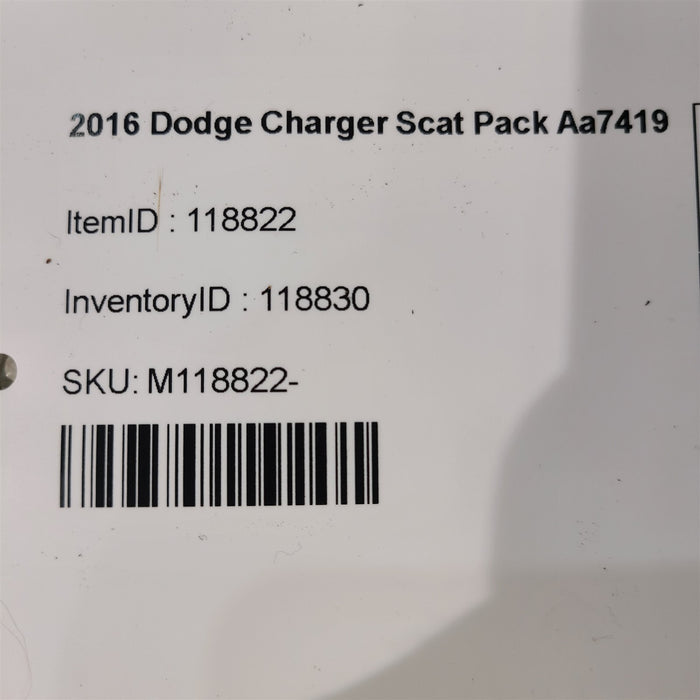 2016 Dodge Charger Scat Pack Aa7419
ItemID : 118822
InventoryID : 118830
SKU: M118822-